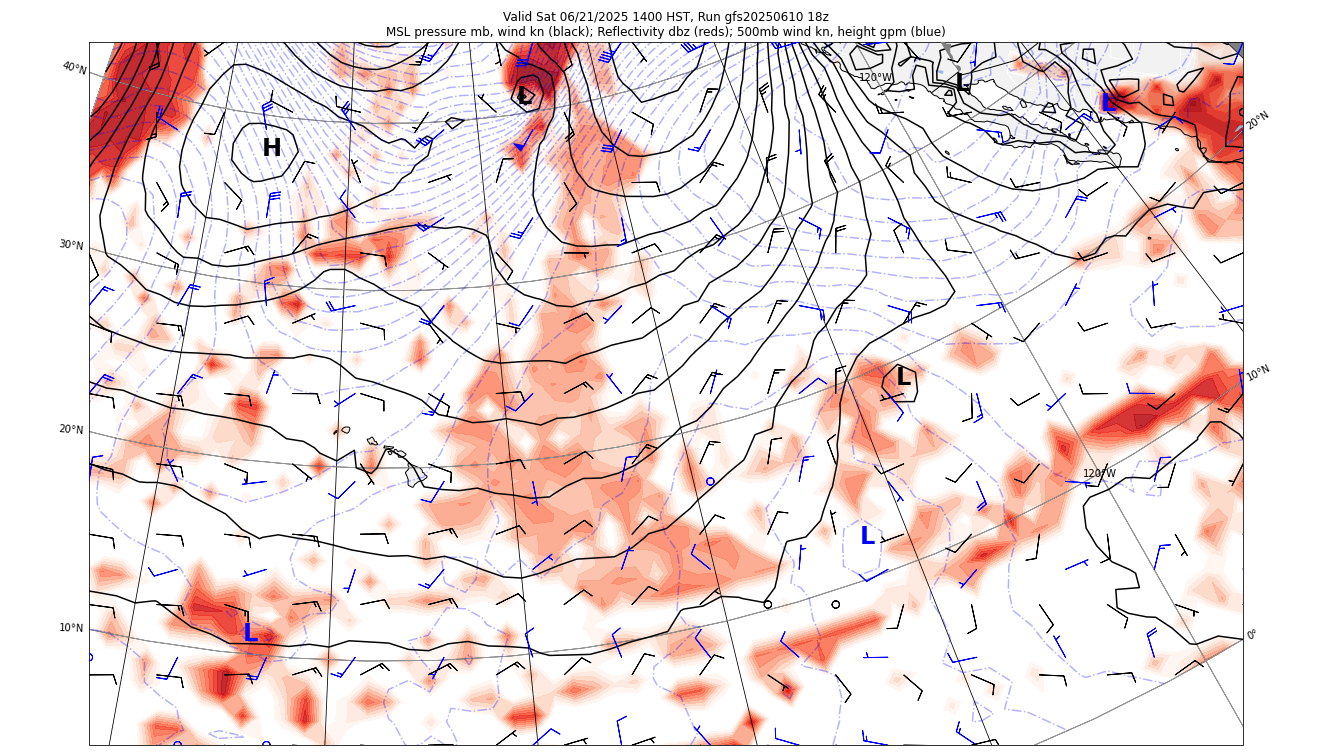 Valid Sat 06/21/2025 1400 HST, Run gfs20250610 18z
MSL pressure mb, wind kn (black); Reflectivity dbz (reds); 500mb wind kn, height gpm (blue)
40°N
120°W
L
L
L
20°N
H
30°N
L
10°N
20°N
120°W
L
10°N
L
0°